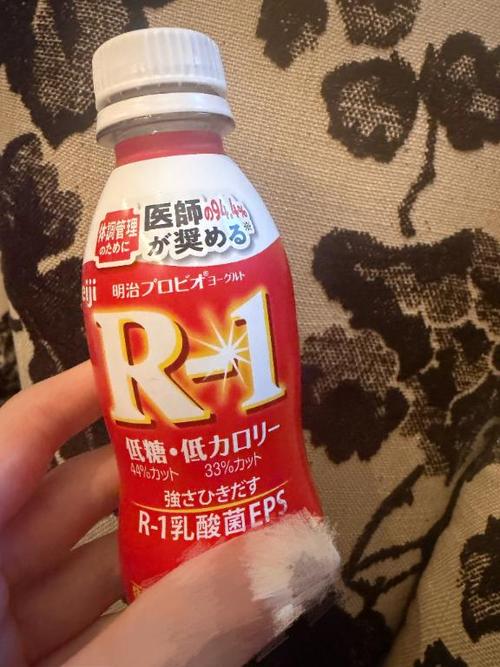 体調管理
のために
医師の94.4%
が奨める※
eiji
明治プロビオ®ヨーグルト
R-1
低糖・低カロリー
44%カット 33%カット
強さひきだす
R-1乳酸菌EPS